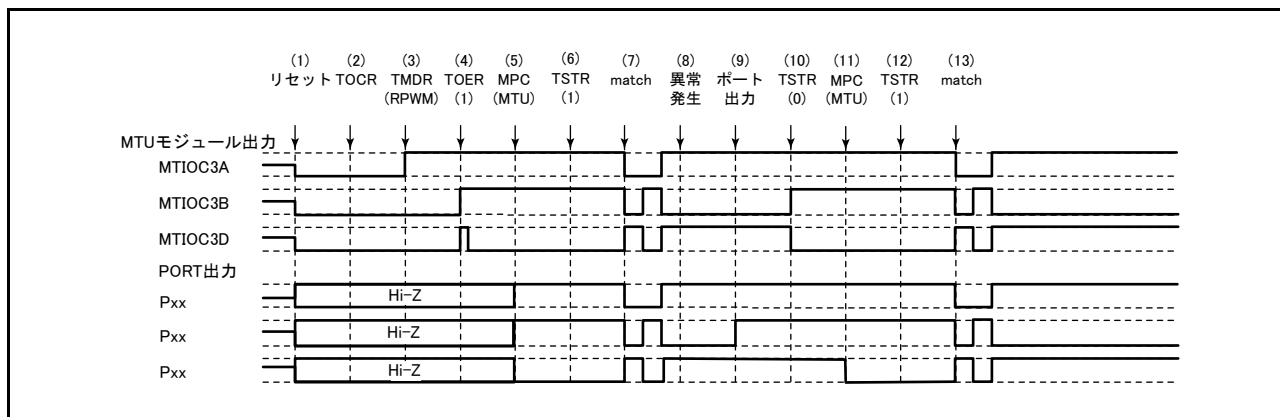 (1) (2) (3) (4) (5) (6) (7) (8) (9) (10) (11) (12) (13)
リセット TOCR TMDR TOER MPC TSTR match 異常 ポート TSTR MPC TSTR match
(RPWM) (1) (MTU) (1) 発生 出力 (0) (MTU) (1)
MTUモジュール出力
MTIOC3A
MTIOC3B
MTIOC3D
PORT出力
Pxx Hi-Z
Pxx Hi-Z
Pxx Hi-Z